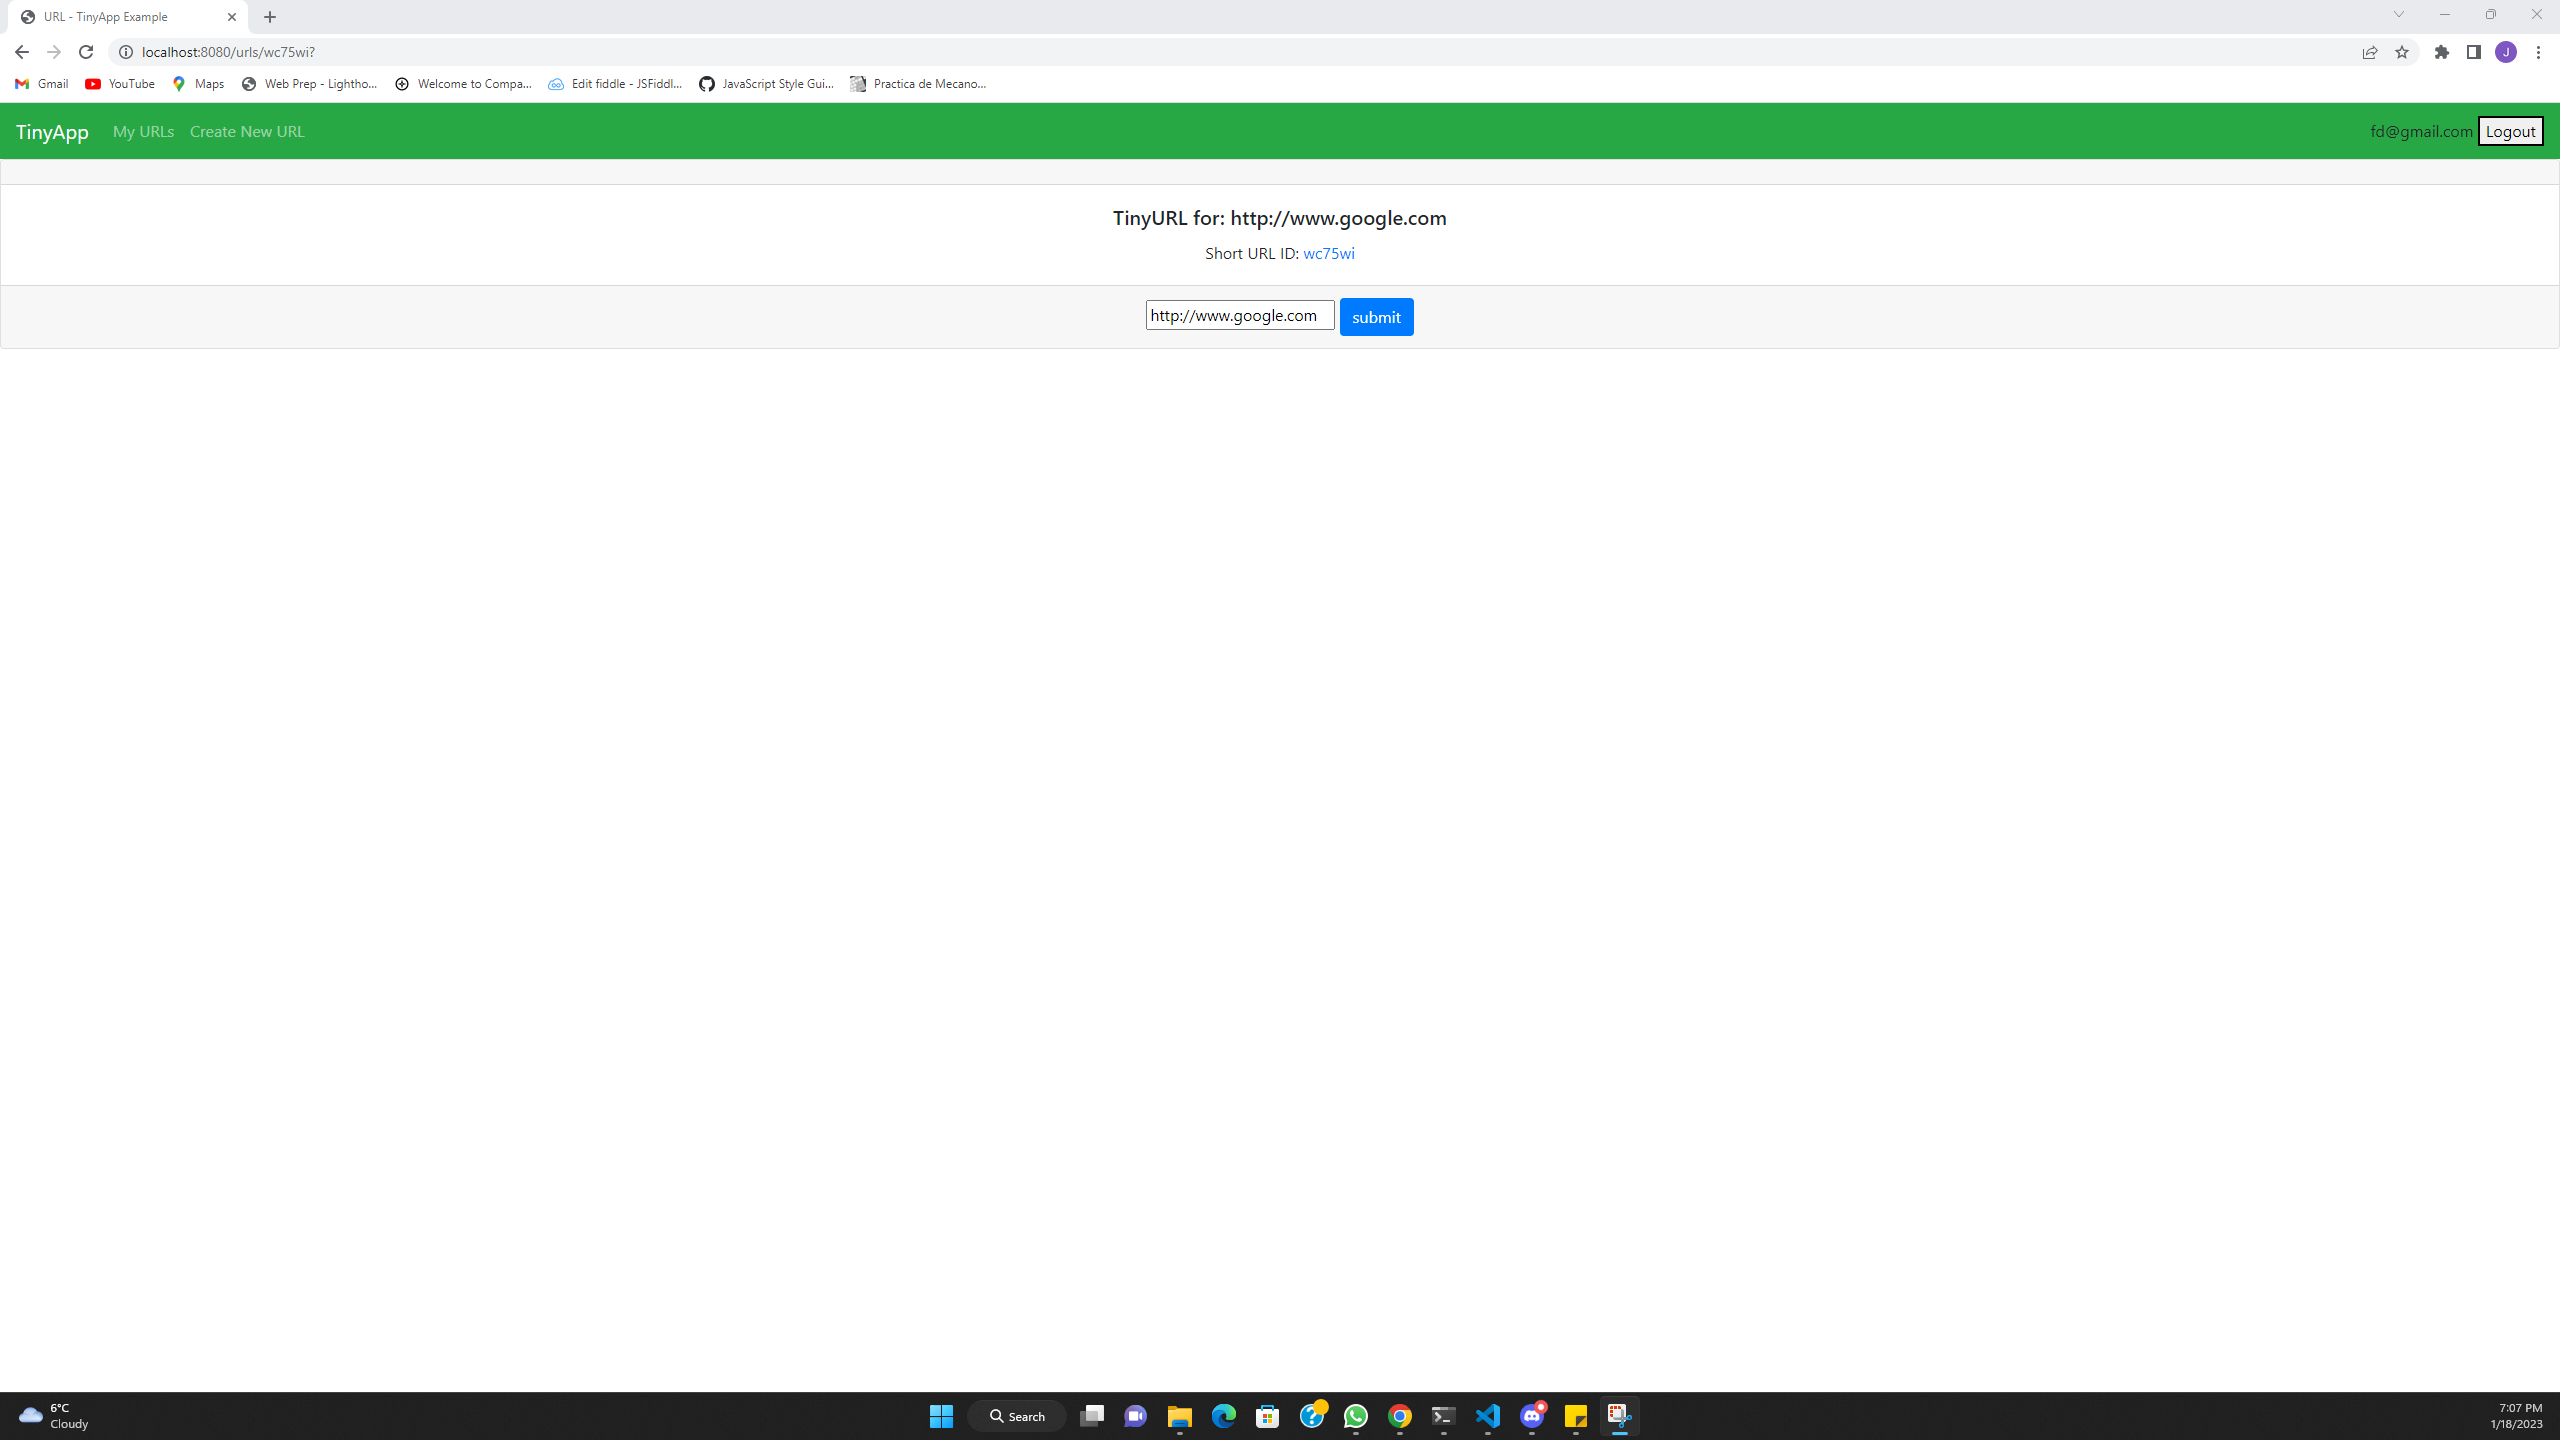 URL - TinyApp Example
localhost:8080/urls/wc75wi?
J
Gmail YouTube Maps Web Prep - Lightho... Welcome to Compa... Edit fiddle - JSFiddl... JavaScript Style Gui... Practica de Mecano...
TinyApp My URLs Create New URL fd@gmail.com Logout
TinyURL for: http://www.google.com
Short URL ID: wc75wi
http://www.google.com submit
6°C
Cloudy
Search
7:07 PM
1/18/2023